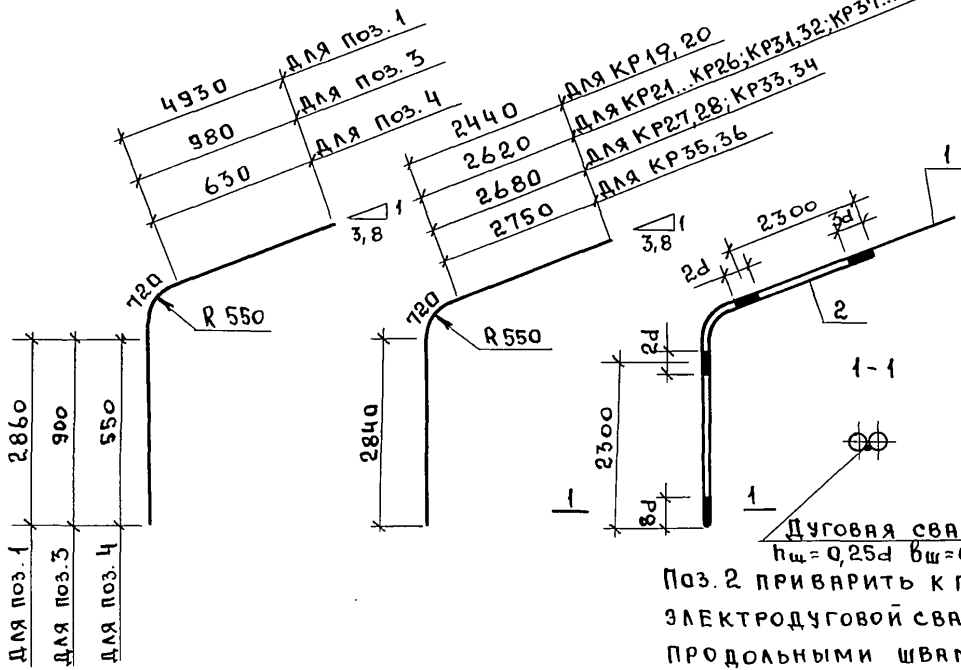 4930 ДЛЯ ПОЗ. 1
980 ДЛЯ ПОЗ. 3
630 ДЛЯ ПОЗ. 4
1
3,8
720
R 550
2860 ДЛЯ ПОЗ. 1
900 ДЛЯ ПОЗ. 3
550 ДЛЯ ПОЗ. 4
2440 ДЛЯ КР19, 20
2620 ДЛЯ КР21...КР26; КР31,32; КР37...
2680 ДЛЯ КР27,28; КР33,34
2750 ДЛЯ КР35,36
1
3,8
720
R 550
2840
1
2300
3d
2d
2
2d
2300
8d
1
1
1-1
ДУГОВАЯ СВА
hш=0,25d bш=
ПОЗ. 2 ПРИВАРИТЬ К П
ЭЛЕКТРОДУГОВОЙ СВА
ПРОДОЛЬНЫМИ ШВАМ